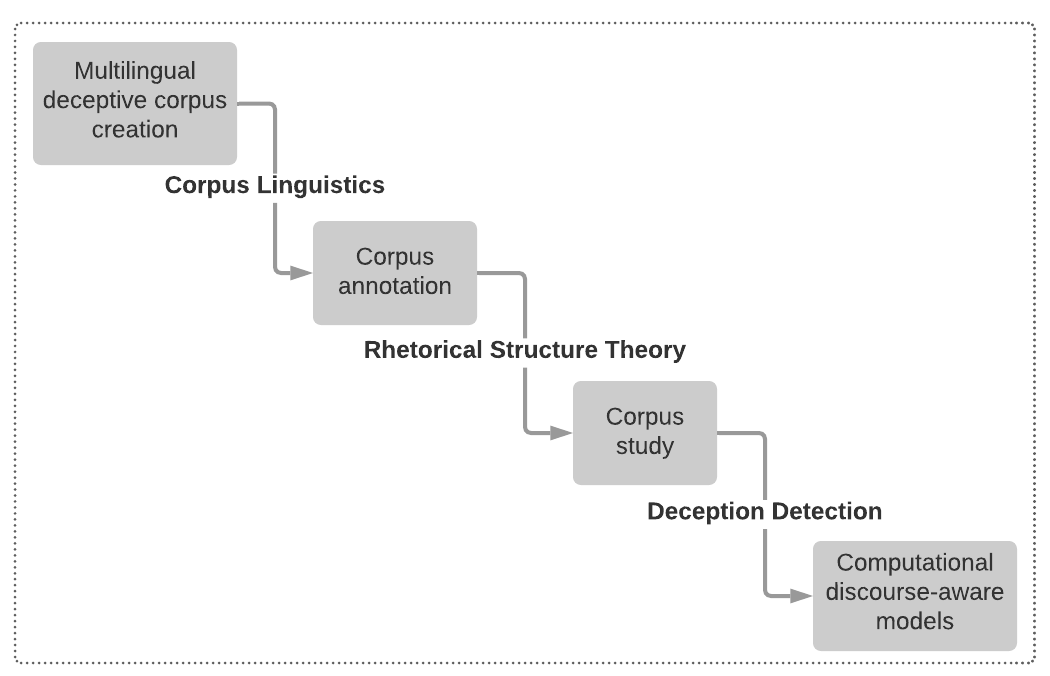 Multilingual
deceptive corpus
creation
Corpus Linguistics
Corpus
annotation
Rhetorical Structure Theory
Corpus
study
Deception Detection
Computational
discourse-aware
models